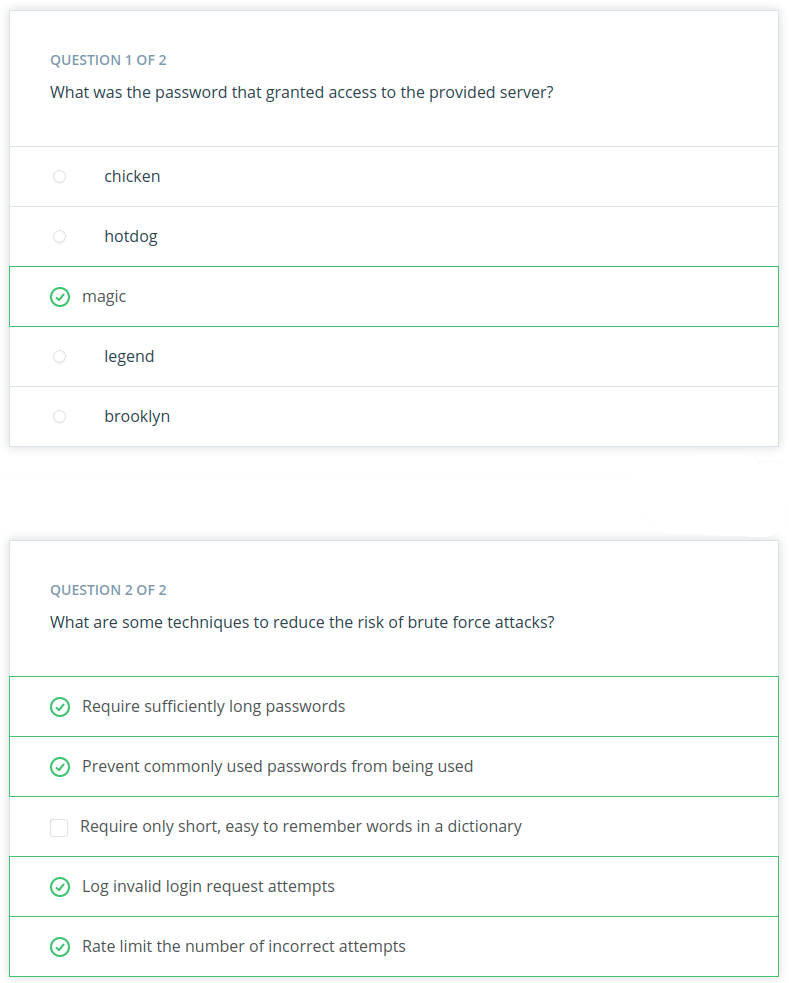 QUESTION 1 OF 2
What was the password that granted access to the provided server?
chicken
hotdog
magic
legend
brooklyn
QUESTION 2 OF 2
What are some techniques to reduce the risk of brute force attacks?
Require sufficiently long passwords
Prevent commonly used passwords from being used
Require only short, easy to remember words in a dictionary
Log invalid login request attempts
Rate limit the number of incorrect attempts